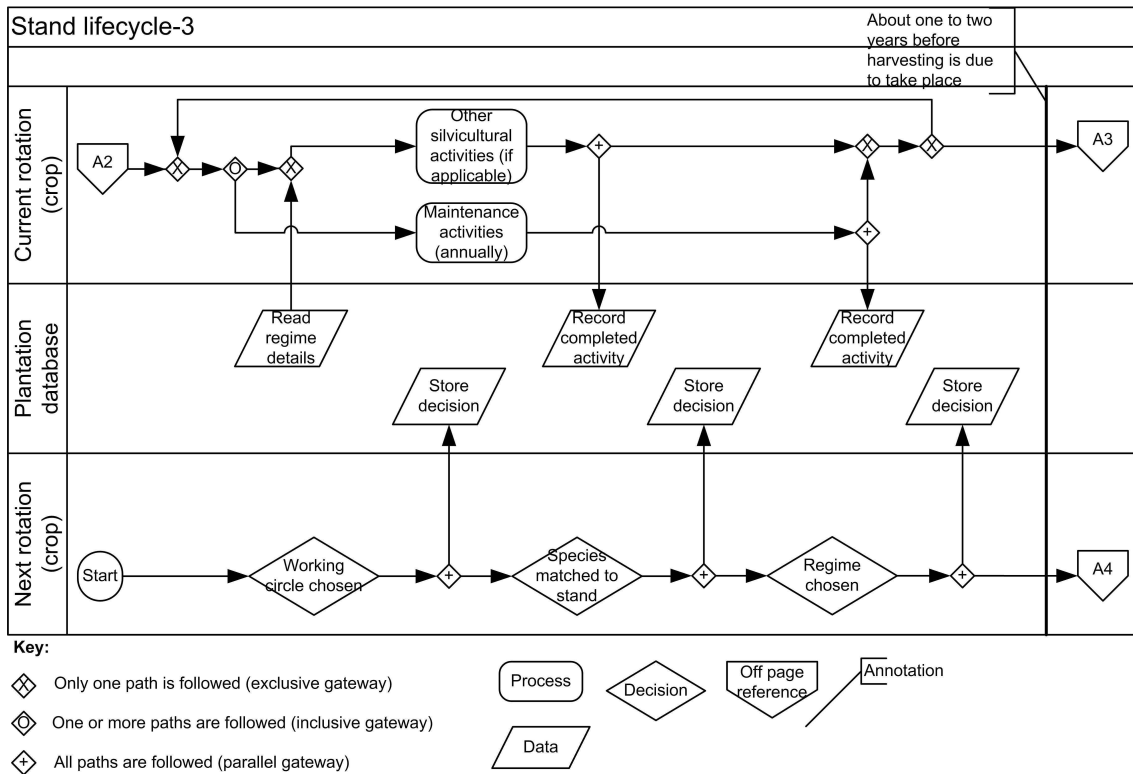 Stand lifecycle-3
About one to two
years before
harvesting is due
to take place
Current rotation
(crop)
A2
X
O
X
Other
silvicultural
activities (if
applicable)
+
X
X
A3
Maintenance
activities
(annually)
+
Plantation
database
Read
regime
details
Record
completed
activity
Record
completed
activity
Store
decision
Store
decision
Store
decision
Next rotation
(crop)
Start
Working
circle chosen
+
Species
matched to
stand
+
Regime
chosen
+
A4
Key:
X
Only one path is followed (exclusive gateway)
O
One or more paths are followed (inclusive gateway)
+
All paths are followed (parallel gateway)
Process
Decision
Off page
reference
Annotation
Data